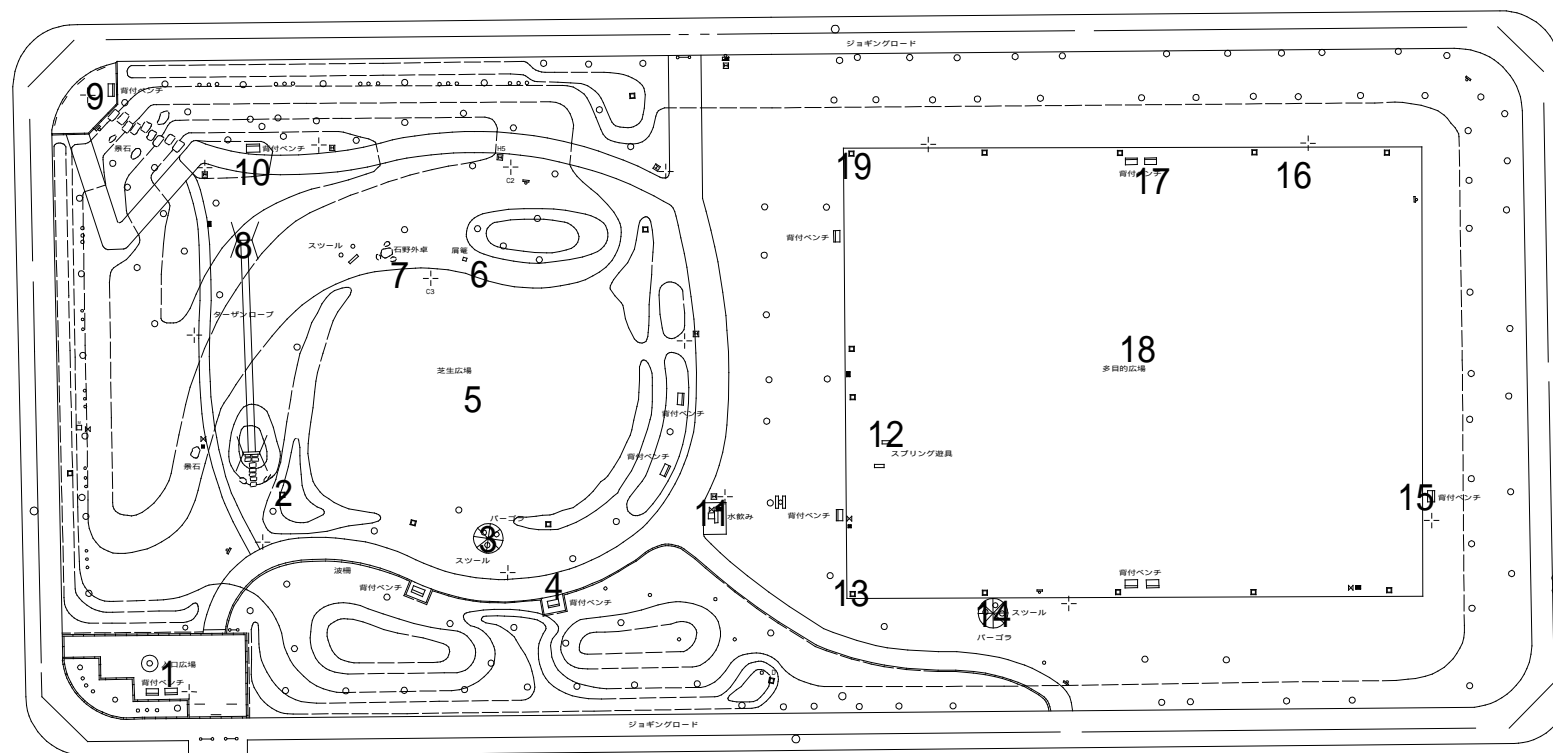 ジョギングロード
9
背付ベンチ
景石
背付ベンチ
10
H5
C2
19
背付ベンチ
17
16
8
スツール
石野外卓
屑篭
7
6
C3
背付ベンチ
ターザンロープ
18
多目的広場
芝生広場
5
背付ベンチ
12
スプリング遊具
背付ベンチ
景石
2
15
背付ベンチ
11
水飲み
背付ベンチ
パーゴラ
3
スツール
波柵
背付ベンチ
4
背付ベンチ
13
背付ベンチ
14
スツール
パーゴラ
1
入口広場
背付ベンチ
ジョギングロード